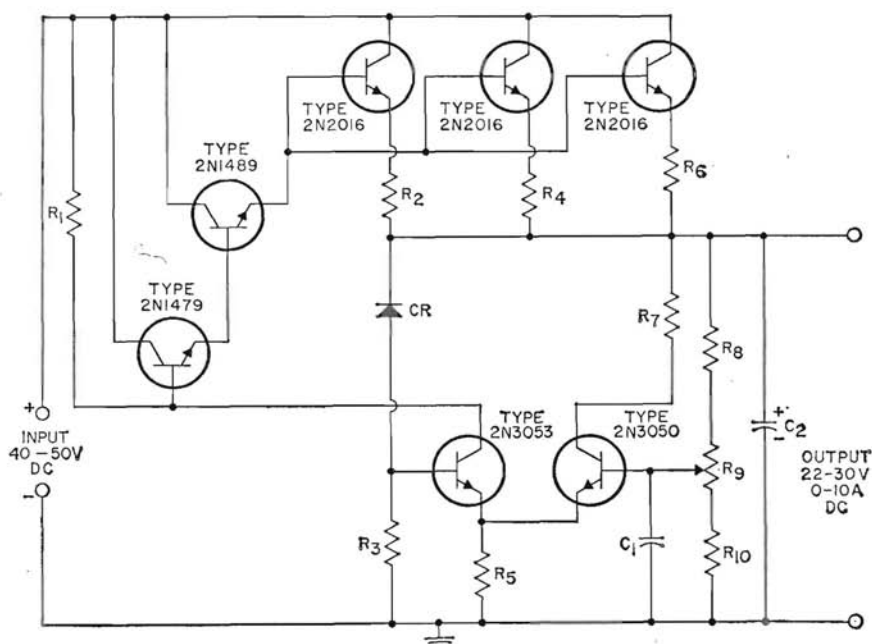 TYPE
2N2016
TYPE
2N2016
TYPE
2N2016
TYPE
2N1489
R1
R2
R4
R6
TYPE
2N1479
CR
R7
R8
+
INPUT
40-50V
DC
-
TYPE
2N3053
TYPE
2N3050
R9
+
-
C2
OUTPUT
22-30V
0-10A
DC
R3
R5
C1
R10